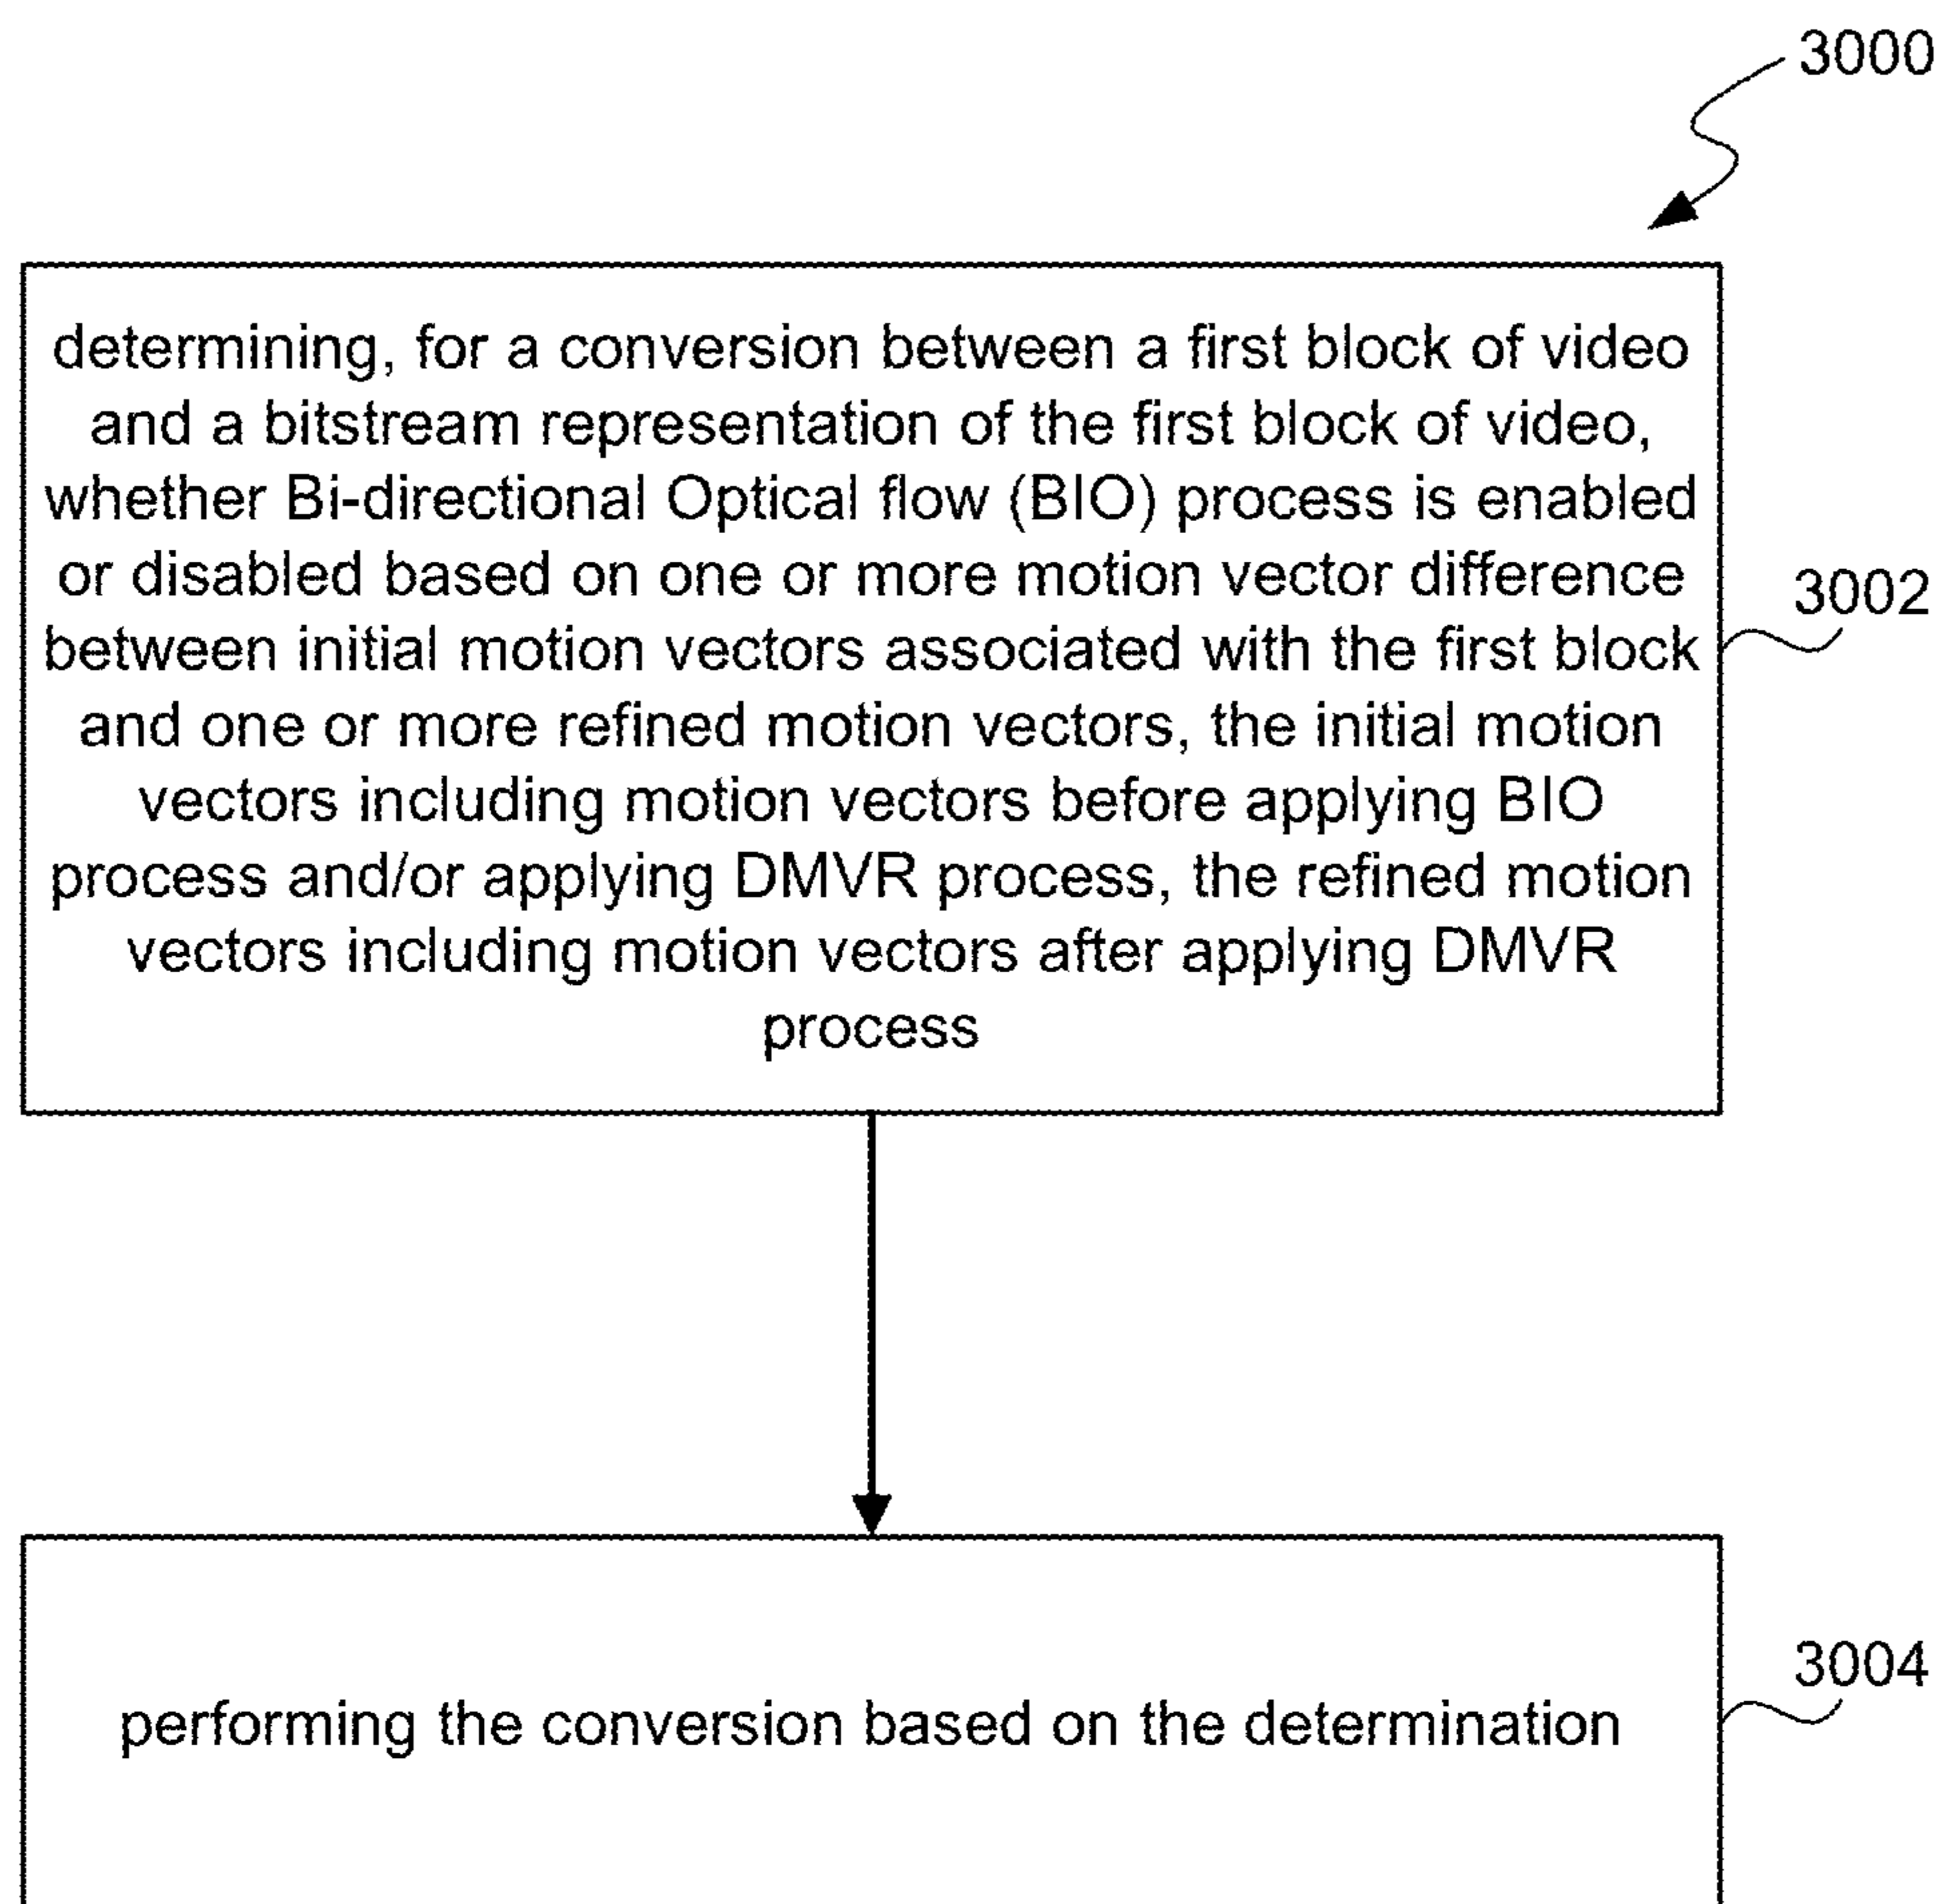 3000
determining, for a conversion between a first block of video
and a bitstream representation of the first block of video,
whether Bi-directional Optical flow (BIO) process is enabled
or disabled based on one or more motion vector difference
between initial motion vectors associated with the first block
and one or more refined motion vectors, the initial motion
vectors including motion vectors before applying BIO
process and/or applying DMVR process, the refined motion
vectors including motion vectors after applying DMVR
process
3002
performing the conversion based on the determination
3004